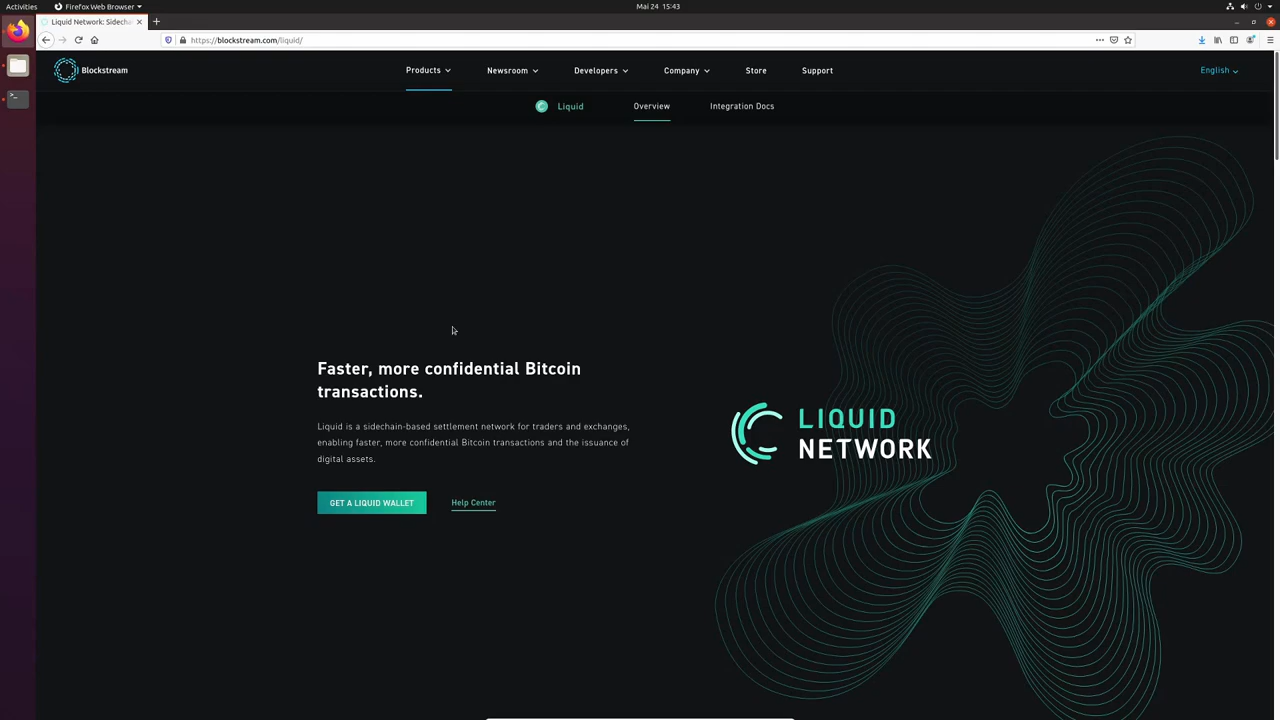 Activities
Firefox Web Browser
Mai 24 15:43
Liquid Network: Sidecha
https://blockstream.com/liquid/
Blockstream
Products
Newsroom
Developers
Company
Store
Support
English
Liquid
Overview
Integration Docs
Faster, more confidential Bitcoin
transactions.
Liquid is a sidechain-based settlement network for traders and exchanges,
enabling faster, more confidential Bitcoin transactions and the issuance of
digital assets.
GET A LIQUID WALLET
Help Center
LIQUID
NETWORK